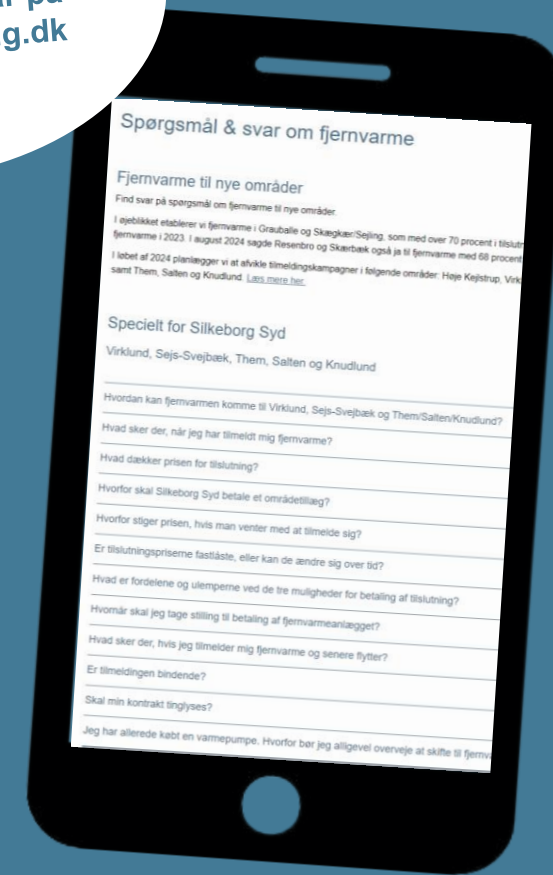 på
g.dk
Spørgsmål & svar om fjernvarme
Fjernvarme til nye områder
Find svar på spørgsmål om fjernvarme til nye områder.
I øjeblikket etablerer vi fjernvarme i Grauballe og Skægkær/Sejling, som med over 70 procent i tilslutn
fjernvarme i 2023. I august 2024 sagde Resenbro og Skærbæk også ja til fjernvarme med 68 procent
I løbet af 2024 planlægger vi at afvikle tilmeldingskampagner i følgende områder: Høje Kejlstrup, Virk
samt Them, Salten og Knudlund. Læs mere her.
Specielt for Silkeborg Syd
Virklund, Sejs-Svejbæk, Them, Salten og Knudlund
Hvordan kan fjernvarmen komme til Virklund, Sejs-Svejbæk og Them/Salten/Knudlund?
Hvad sker der, når jeg har tilmeldt mig fjernvarme?
Hvad dækker prisen for tilslutning?
Hvorfor skal Silkeborg Syd betale et områdetillæg?
Hvorfor stiger prisen, hvis man venter med at tilmelde sig?
Er tilslutningspriserne fastlåste, eller kan de ændre sig over tid?
Hvad er fordelene og ulemperne ved de tre muligheder for betaling af tilslutning?
Hvornår skal jeg tage stilling til betaling af fjernvarmeanlægget?
Hvad sker der, hvis jeg tilmelder mig fjernvarme og senere flytter?
Er tilmeldingen bindende?
Skal min kontrakt tinglyses?
Jeg har allerede købt en varmepumpe. Hvorfor bør jeg alligevel overveje at skifte til fjernva